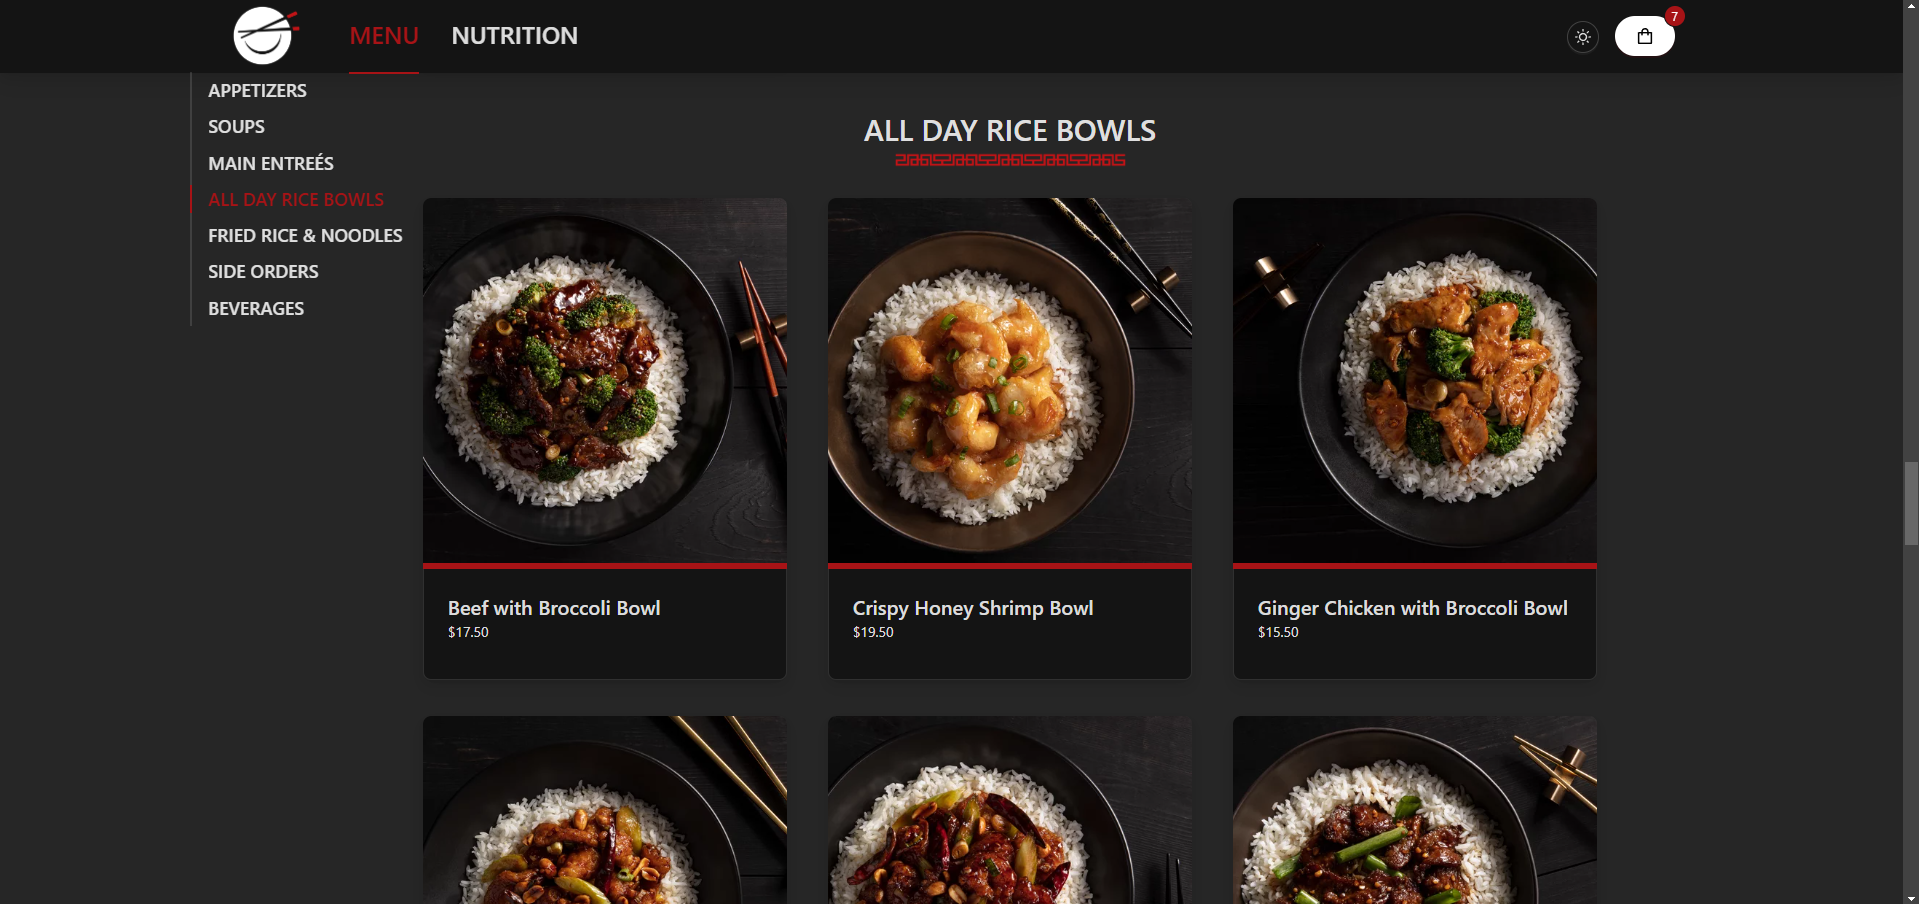 MENU
NUTRITION
7
APPETIZERS
SOUPS
MAIN ENTREÉS
ALL DAY RICE BOWLS
FRIED RICE & NOODLES
SIDE ORDERS
BEVERAGES
ALL DAY RICE BOWLS
Beef with Broccoli Bowl
$17.50
Crispy Honey Shrimp Bowl
$19.50
Ginger Chicken with Broccoli Bowl
$15.50